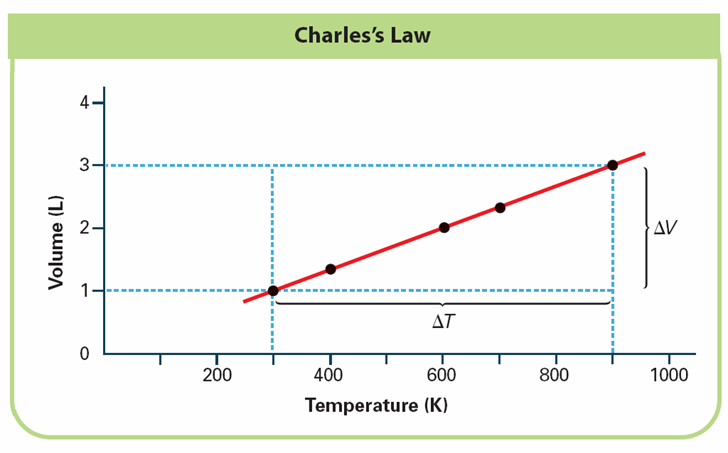 Charles's Law
4
3
2
1
0
Volume (L)
ΔV
ΔT
200 400 600 800 1000
Temperature (K)